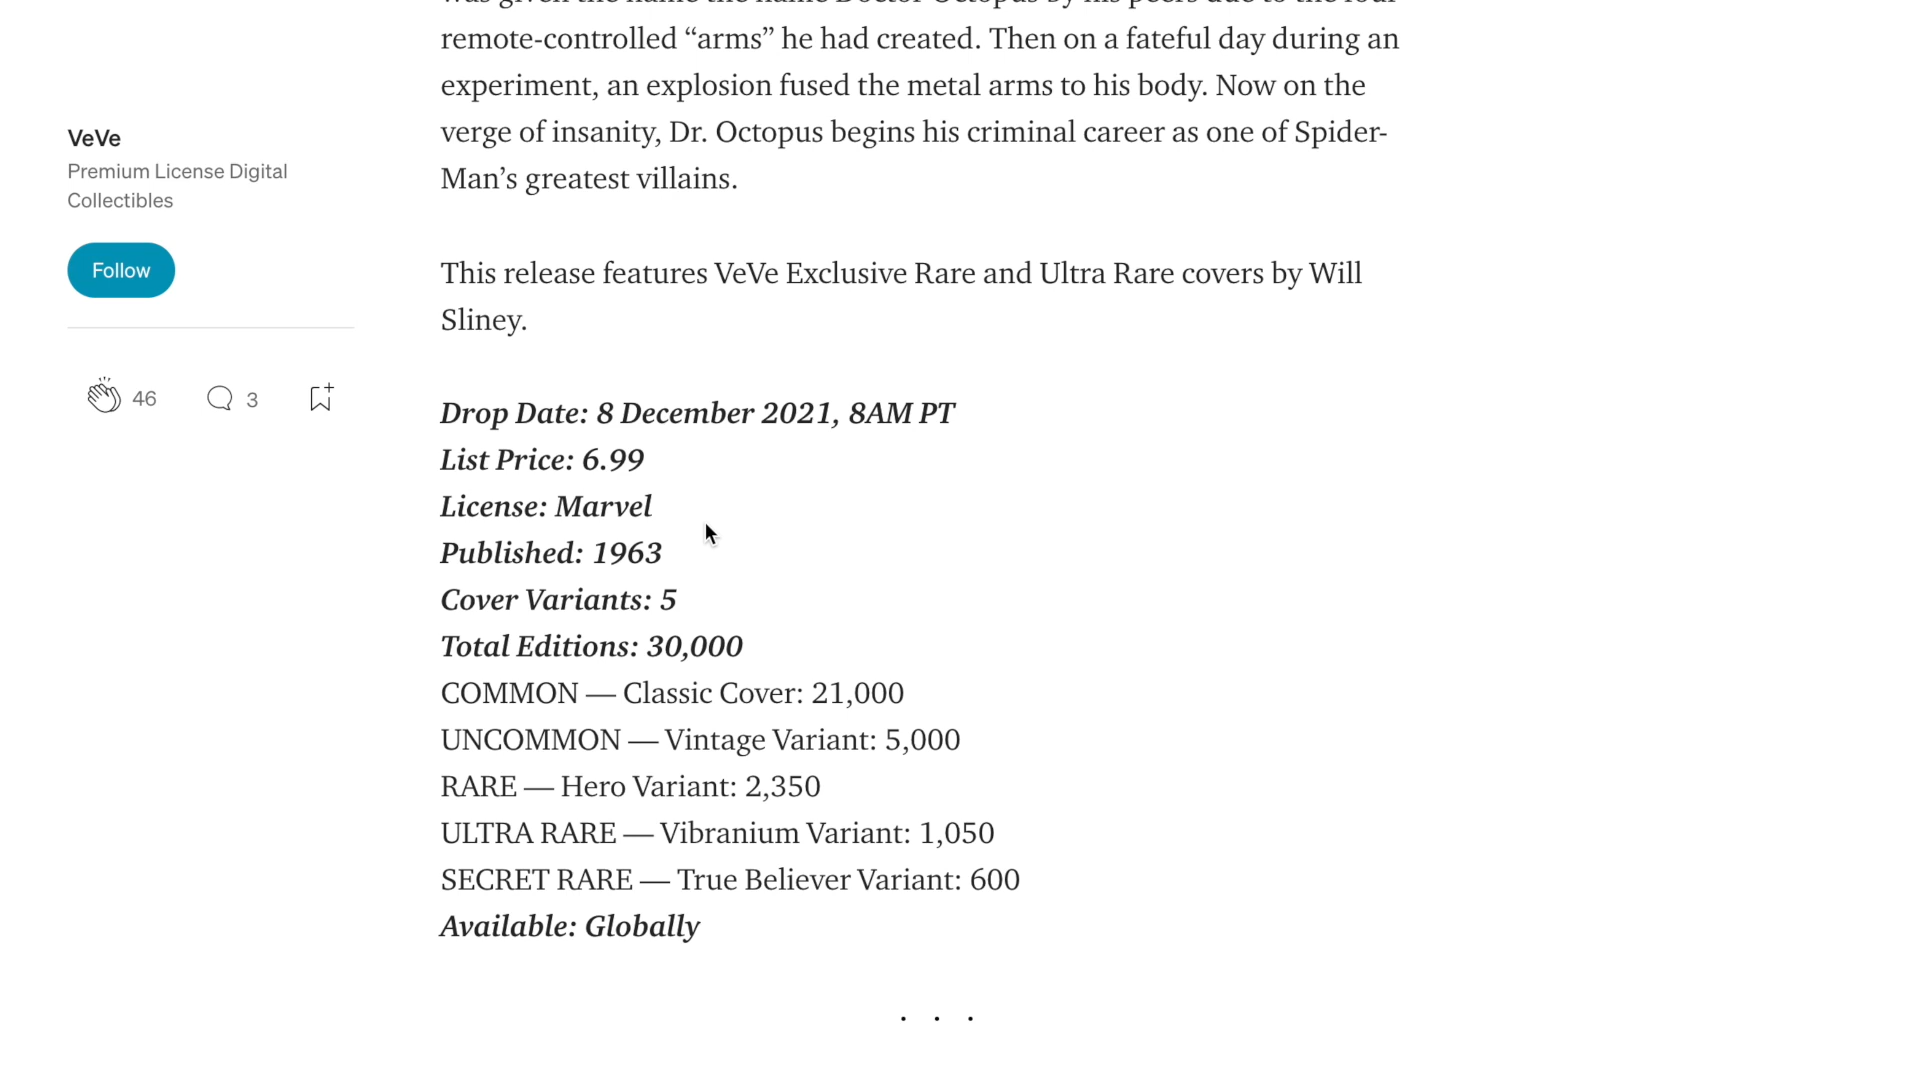 remote-controlled “arms” he had created. Then on a fateful day during an
experiment, an explosion fused the metal arms to his body. Now on the
verge of insanity, Dr. Octopus begins his criminal career as one of Spider-
Man’s greatest villains.
VeVe
Premium License Digital
Collectibles
Follow
46
3
This release features VeVe Exclusive Rare and Ultra Rare covers by Will
Sliney.
Drop Date: 8 December 2021, 8AM PT
List Price: 6.99
License: Marvel
Published: 1963
Cover Variants: 5
Total Editions: 30,000
COMMON — Classic Cover: 21,000
UNCOMMON — Vintage Variant: 5,000
RARE — Hero Variant: 2,350
ULTRA RARE — Vibranium Variant: 1,050
SECRET RARE — True Believer Variant: 600
Available: Globally
. . .